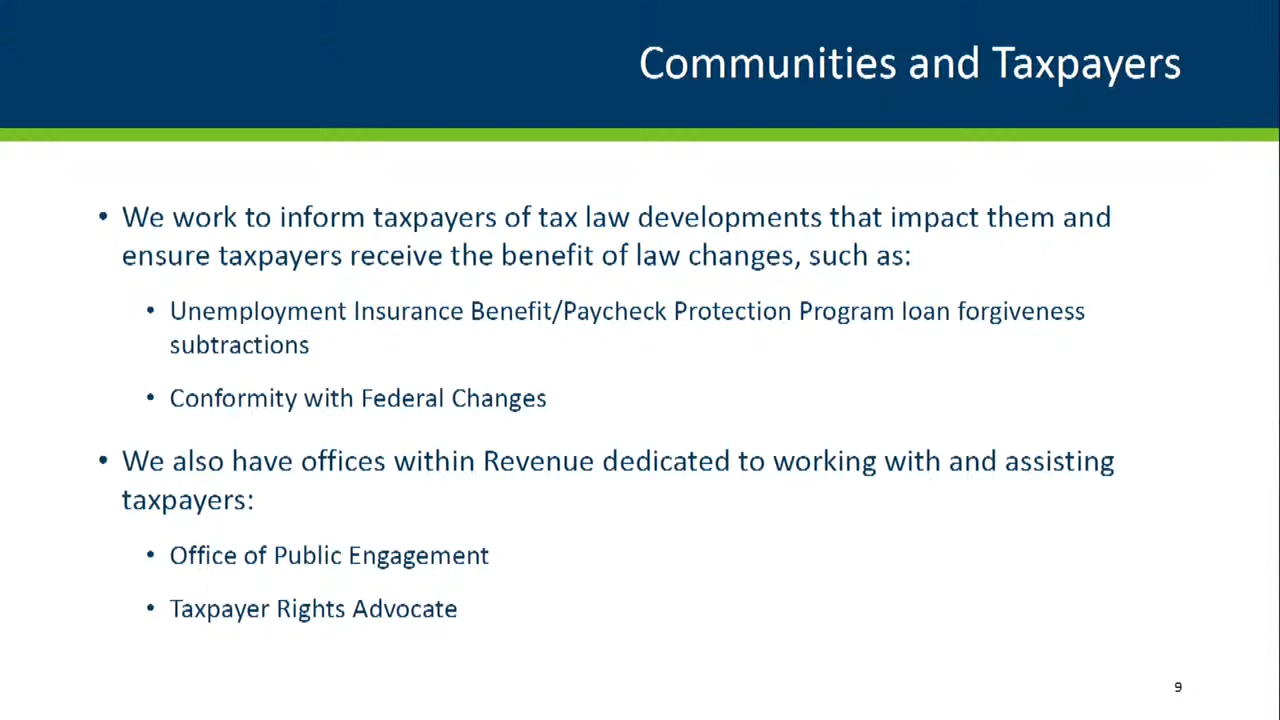 Communities and Taxpayers
• We work to inform taxpayers of tax law developments that impact them and
ensure taxpayers receive the benefit of law changes, such as:
• Unemployment Insurance Benefit/Paycheck Protection Program loan forgiveness
subtractions
• Conformity with Federal Changes
• We also have offices within Revenue dedicated to working with and assisting
taxpayers:
• Office of Public Engagement
• Taxpayer Rights Advocate
9